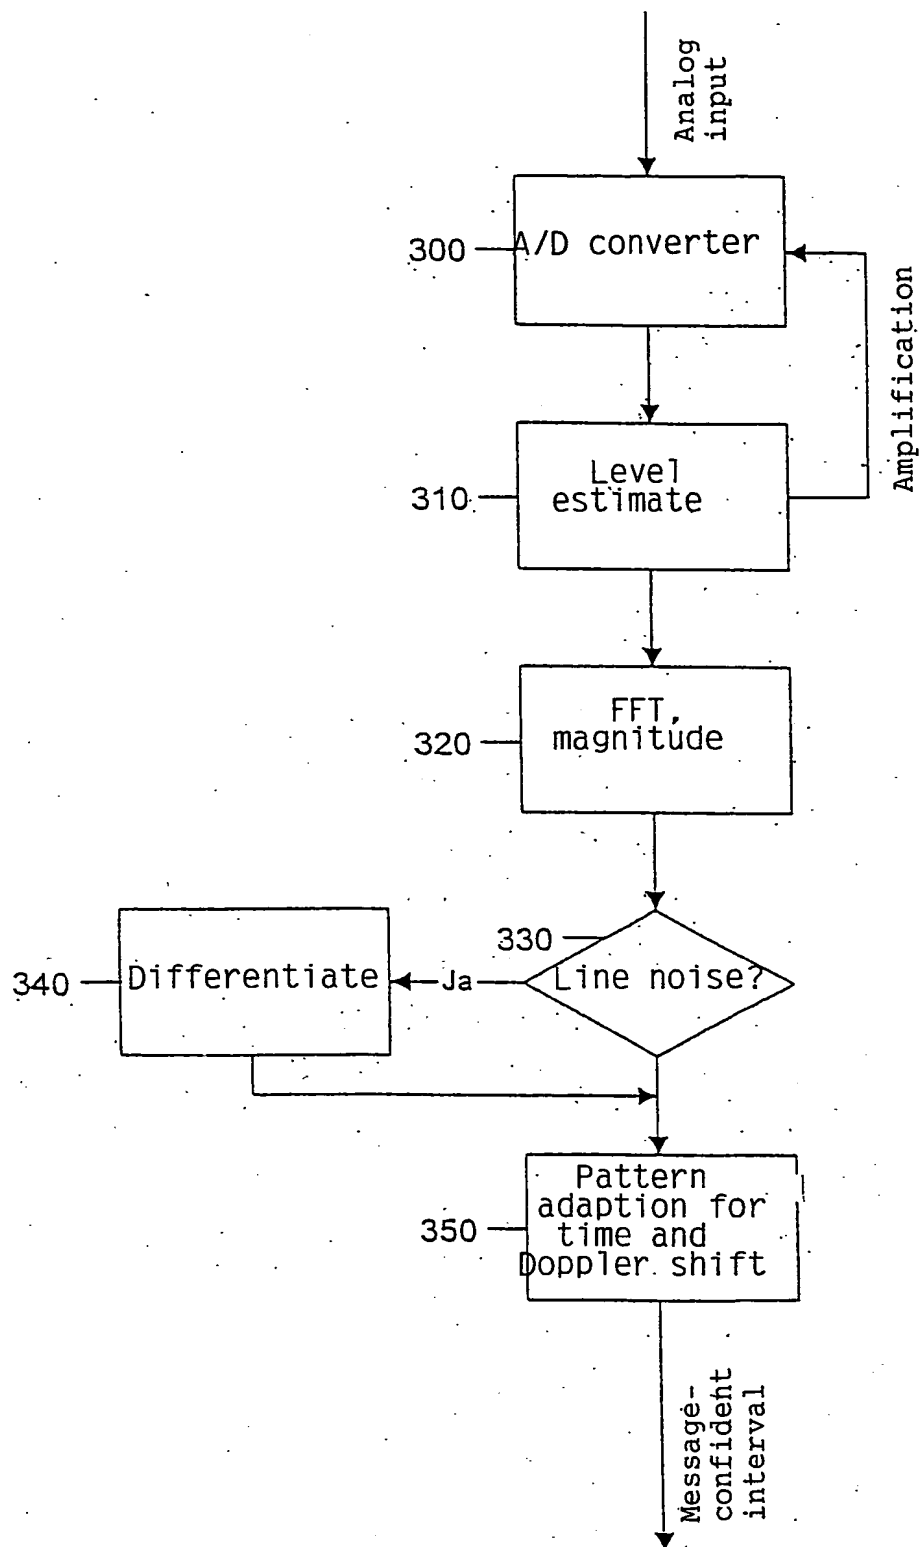 Analog
input
300
A/D converter
Amplification
310
Level
estimate
320
FFT,
magnitude
330
Line noise?
Ja
340
Differentiate
350
Pattern
adaption for
time and
Doppler shift
Message-
confident
interval